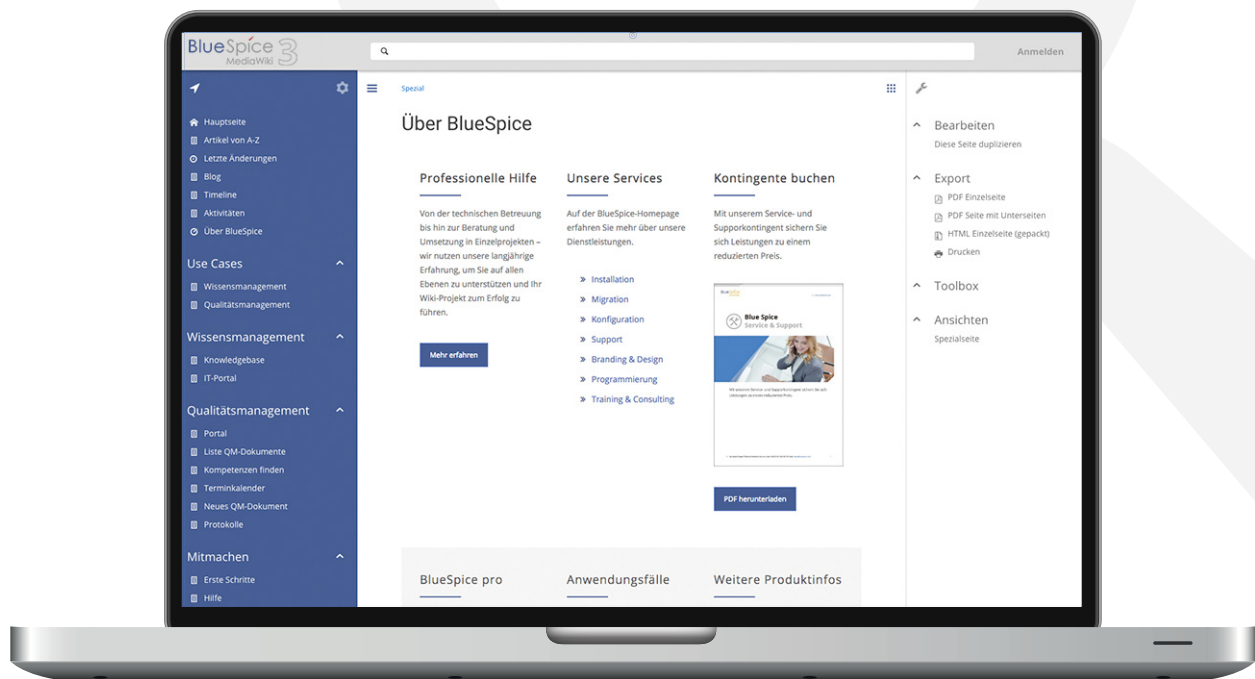 BlueSpice 3
MediaWiki
Anmelden
Hauptseite
Artikel von A-Z
Letzte Änderungen
Blog
Timeline
Aktivitäten
Über BlueSpice
Use Cases
Wissensmanagement
Qualitätsmanagement
Wissensmanagement
Knowledgebase
IT-Portal
Qualitätsmanagement
Portal
Liste QM-Dokumente
Kompetenzen finden
Terminkalender
Neues QM-Dokument
Protokolle
Mitmachen
Erste Schritte
Hilfe
Spezial
Über BlueSpice
Professionelle Hilfe
Von der technischen Betreuung
bis hin zur Beratung und
Umsetzung in Einzelprojekten –
wir nutzen unsere langjährige
Erfahrung, um Sie auf allen
Ebenen zu unterstützen und Ihr
Wiki-Projekt zum Erfolg zu
führen.
Mehr erfahren
Unsere Services
Auf der BlueSpice-Homepage
erfahren Sie mehr über unsere
Dienstleistungen.
» Installation
» Migration
» Konfiguration
» Support
» Branding & Design
» Programmierung
» Training & Consulting
Kontingente buchen
Mit unserem Service- und
Supportkontingent sichern Sie
sich Leistungen zu einem
reduzierten Preis.
Blue Spice
Service & Support
PDF herunterladen
BlueSpice pro
Anwendungsfälle
Weitere Produktinfos
Bearbeiten
Diese Seite duplizieren
Export
PDF Einzelseite
PDF Seite mit Unterseiten
HTML Einzelseite (gepackt)
Drucken
Toolbox
Ansichten
Spezialseite